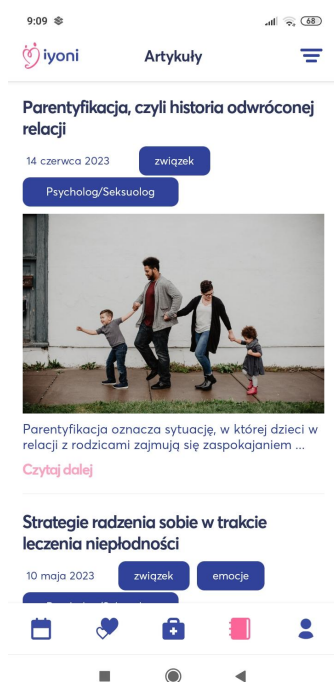 9:09
68
iyoni
Artykuły
Parentyfikacja, czyli historia odwróconej
relacji
14 czerwca 2023
związek
Psycholog/Seksuolog
Parentyfikacja oznacza sytuację, w której dzieci w
relacji z rodzicami zajmują się zaspokajaniem ...
Czytaj dalej
Strategie radzenia sobie w trakcie
leczenia niepłodności
10 maja 2023
związek
emocje